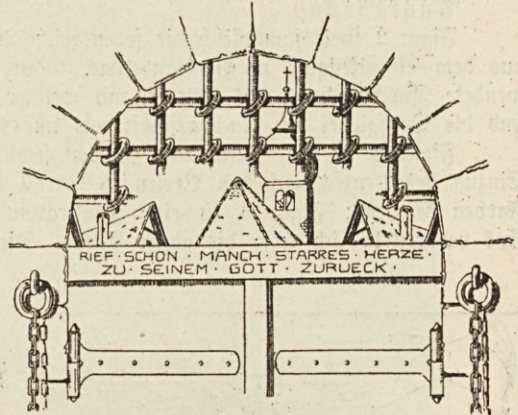 RIEF · SCHON · MANCH · STARRES · HERZE ·
ZU · SEINEM · GOTT · ZURUECK ·